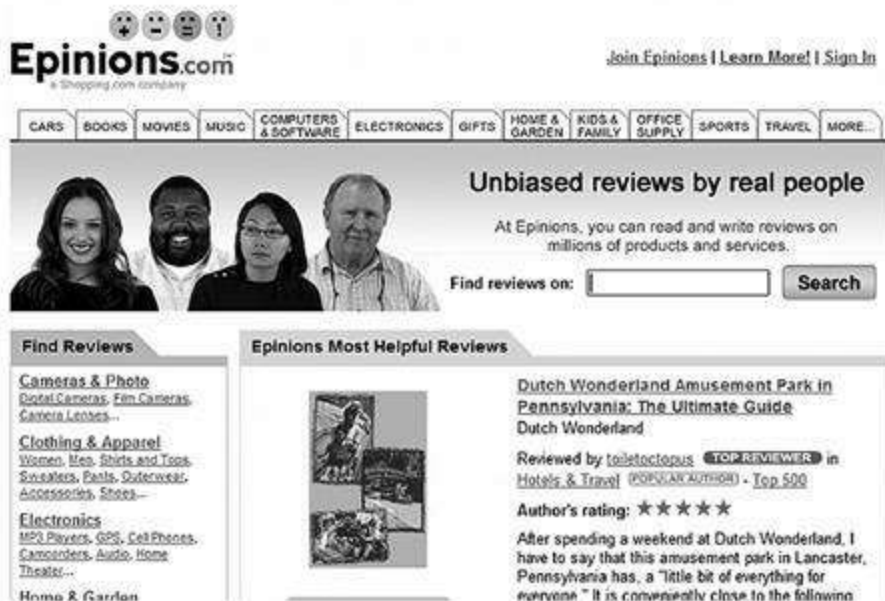 Epinions.com
a Shopping.com company
Join Epinions | Learn More! | Sign In
CARS
BOOKS
MOVIES
MUSIC
COMPUTERS
& SOFTWARE
ELECTRONICS
GIFTS
HOME &
GARDEN
KIDS &
FAMILY
OFFICE
SUPPLY
SPORTS
TRAVEL
MORE...
Unbiased reviews by real people
At Epinions, you can read and write reviews on
millions of products and services.
Find reviews on:
Search
Find Reviews
Cameras & Photo
Digital Cameras, Film Cameras,
Camera Lenses...
Clothing & Apparel
Women, Men, Shirts and Tops,
Sweaters, Pants, Outerwear,
Accessories, Shoes...
Electronics
MP3 Players, GPS, Cell Phones,
Camcorders, Audio, Home
Theater...
Home & Garden
Epinions Most Helpful Reviews
Dutch Wonderland Amusement Park in
Pennsylvania: The Ultimate Guide
Dutch Wonderland
Reviewed by toiletoctopus TOP REVIEWER in
Hotels & Travel POPULAR AUTHOR - Top 500
Author's rating: ★★★★★
After spending a weekend at Dutch Wonderland, I
have to say that this amusement park in Lancaster,
Pennsylvania has, a "little bit of everything for
everyone." It is conveniently close to the following